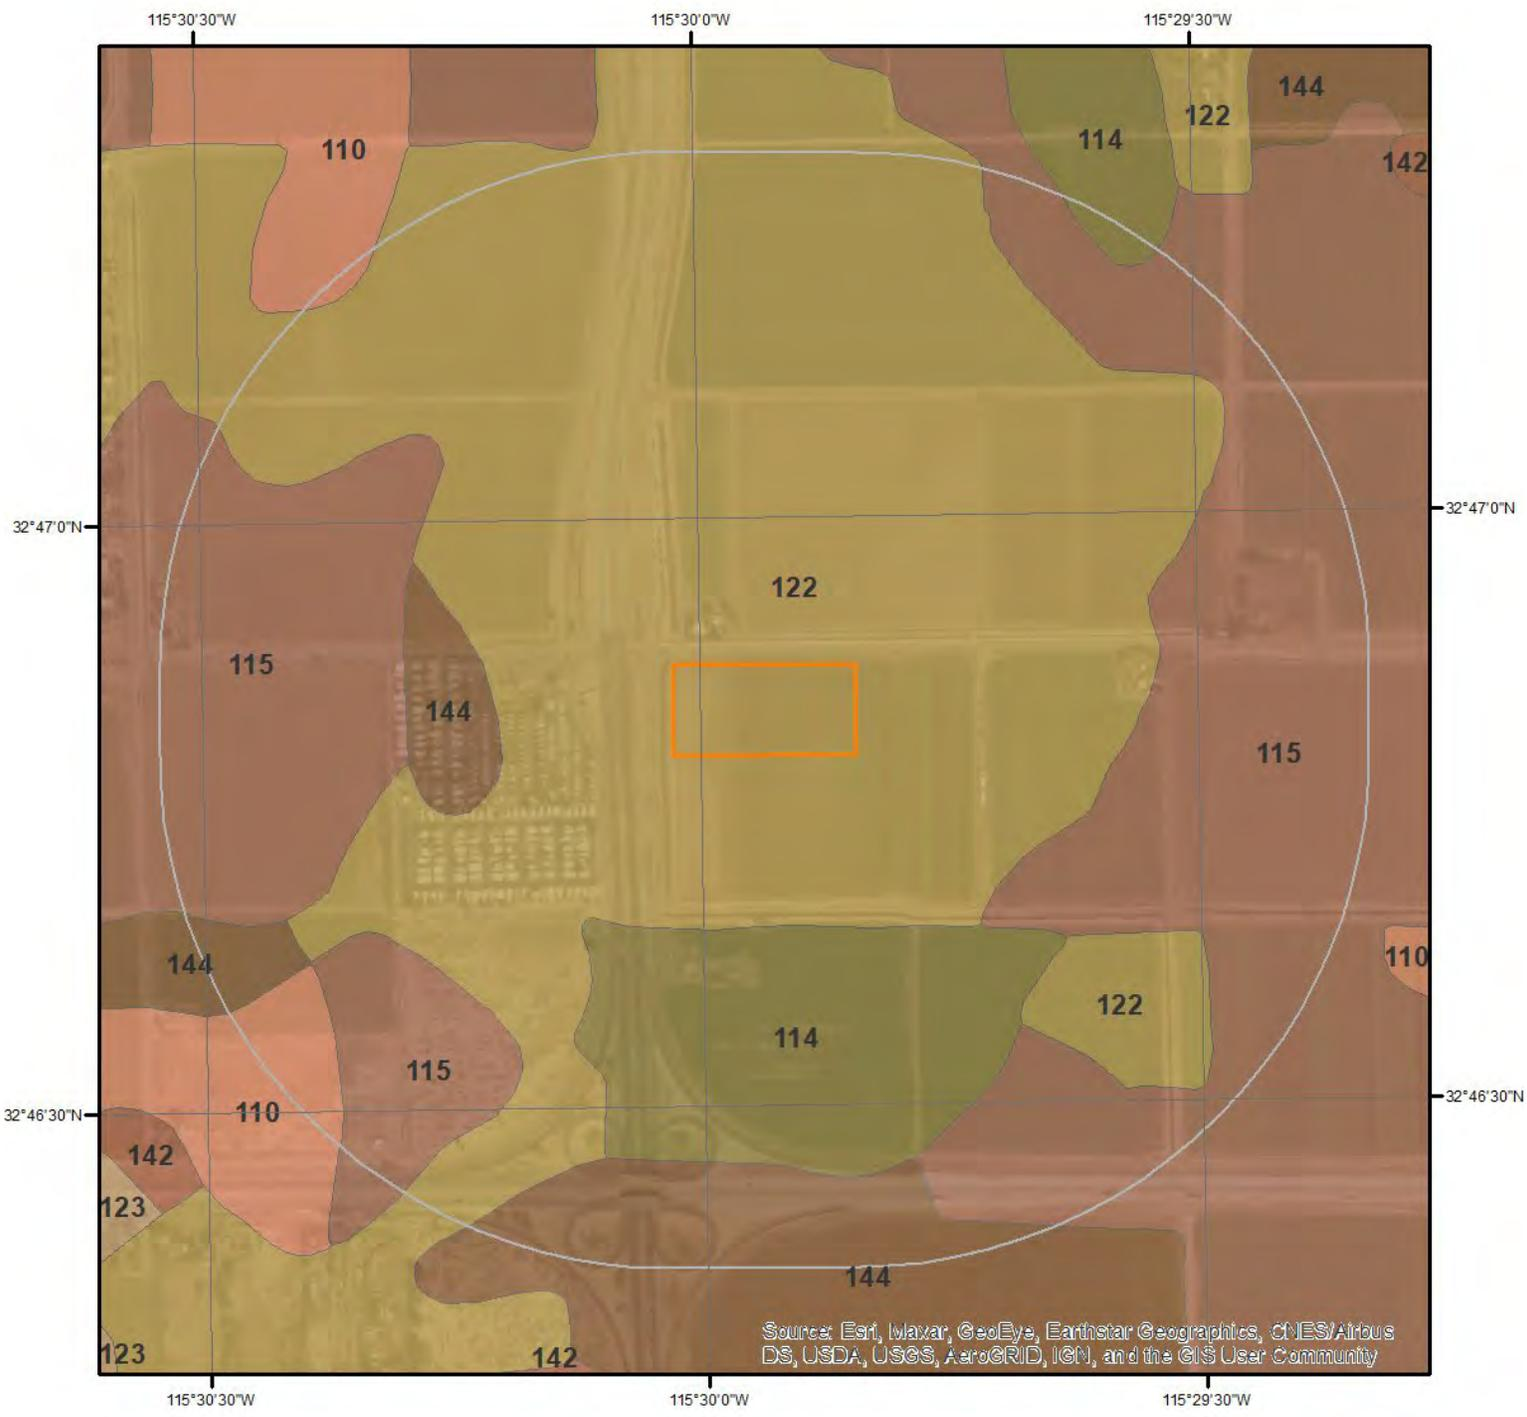 115°30'30"W
115°30'0"W
115°29'30"W
144
122
110
114
142
32°47'0"N
32°47'0"N
122
115
144
115
144
110
122
114
115
32°46'30"N
110
32°46'30"N
142
123
144
Source: Esri, Maxar, GeoEye, Earthstar Geographics, CNES/Airbus
DS, USDA, USGS, AeroGRID, IGN, and the GIS User Community
123
142
115°30'30"W
115°30'0"W
115°29'30"W